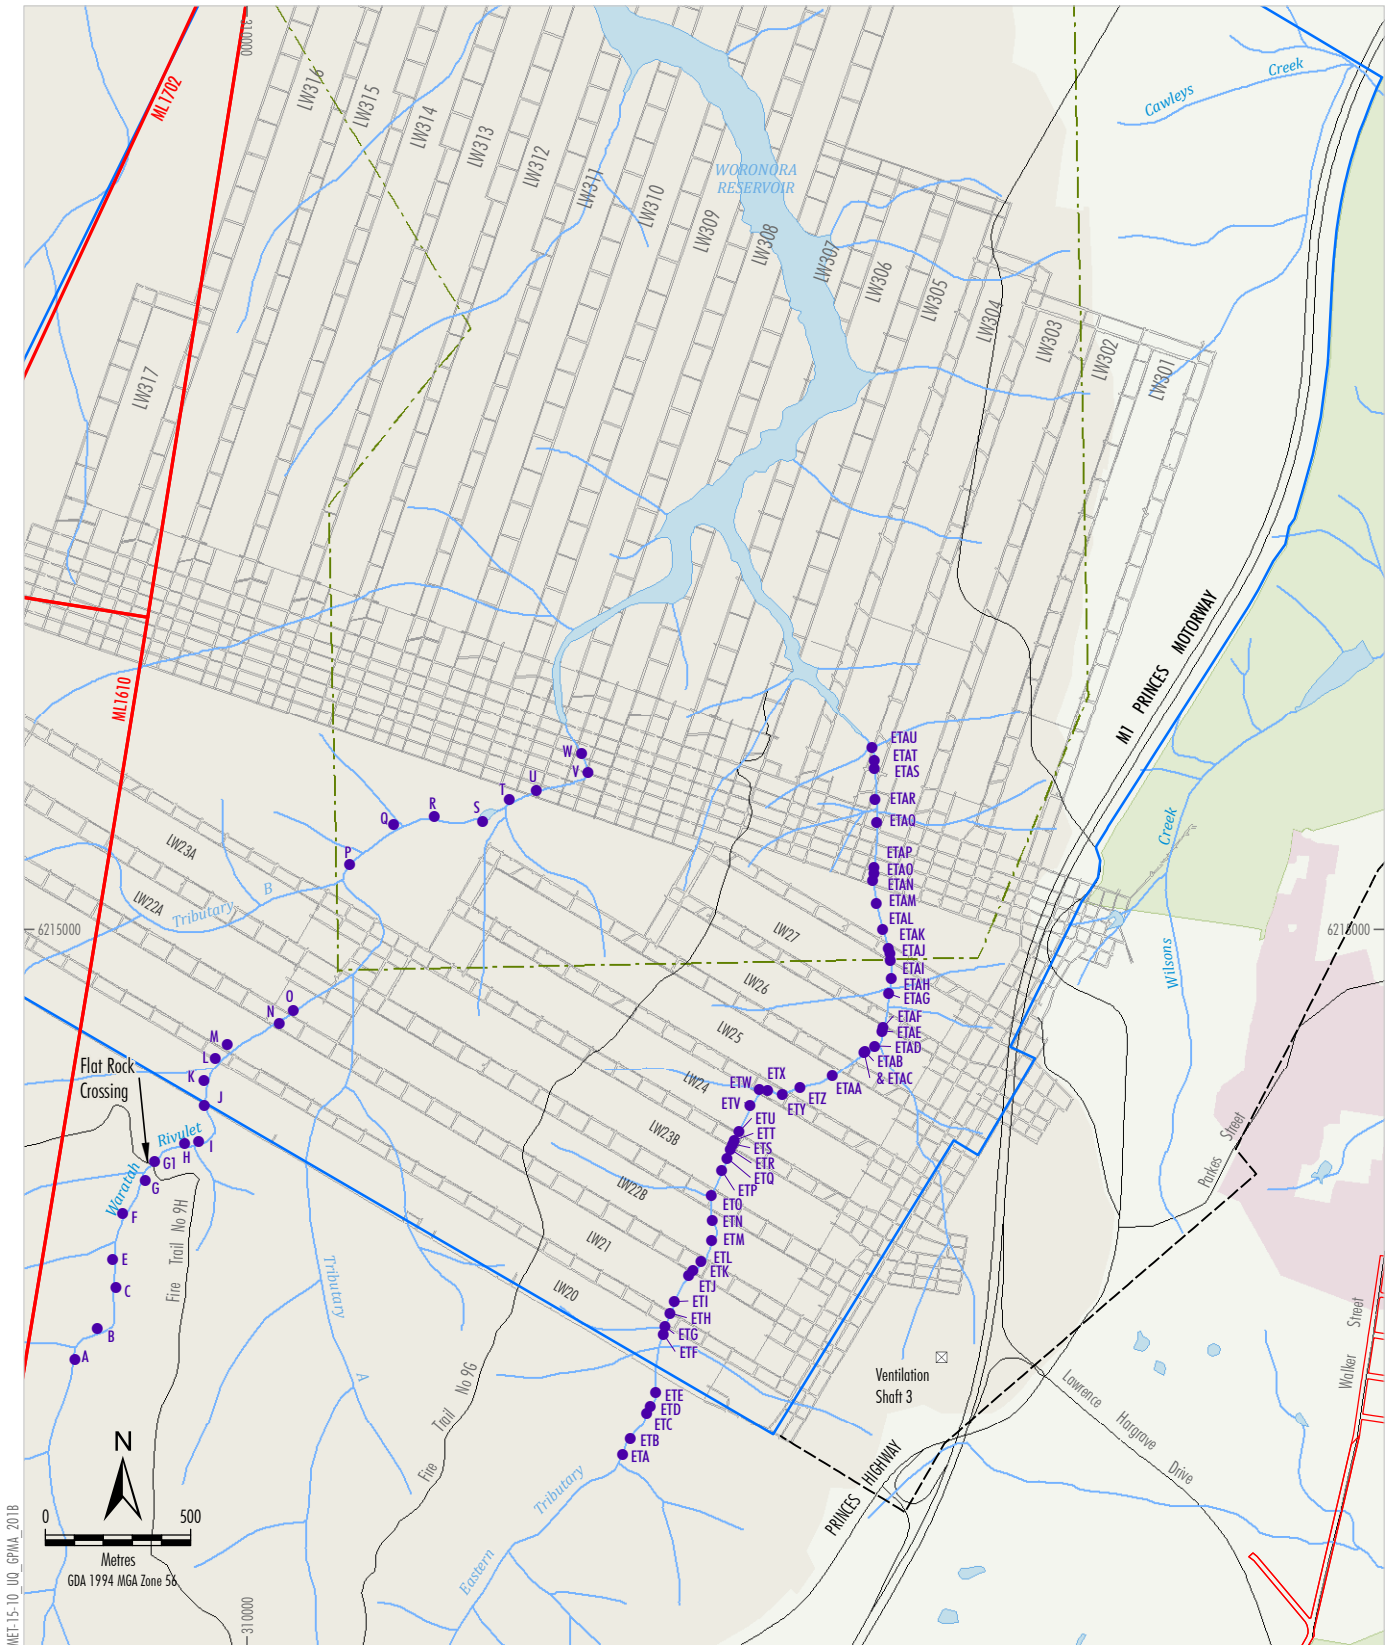 310000
ML1702
Cawleys
Creek
LW316
LW315
LW314
LW313
LW312
LW311
LW310
LW309
LW308
LW307
LW306
LW305
LW304
LW303
LW302
LW301
LW317
WORONORA
RESERVOIR
M1 PRINCES MOTORWAY
ML1610
W
V
U
T
S
R
Q
P
ETAU
ETAT
ETAS
ETAR
ETAQ
ETAP
ETAO
ETAN
ETAM
ETAL
ETAK
ETAJ
ETAI
ETAH
ETAG
ETAF
ETAE
ETAD
ETAB
& ETAC
ETAA
ETZ
ETY
ETX
ETW
ETV
ETU
ETT
ETS
ETR
ETQ
ETP
ETO
ETN
ETM
ETL
ETK
ETJ
ETI
ETH
ETG
ETF
ETE
ETD
ETC
ETB
ETA
LW23A
LW22A
Tributary B
6215000
6215000
LW27
LW26
LW25
LW24
LW23B
LW22B
LW21
LW20
Wilsons
Creek
O
N
M
L
K
J
I
H
G1
G
F
E
C
B
A
Flat Rock
Crossing
Waratah
Rivulet
Fire Trail No 9H
Tributary A
Fire Trail No 9G
Eastern Tributary
Parkes Street
Walker Street
Ventilation
Shaft 3
Lawrence Hargrave Drive
PRINCES HIGHWAY
N
0 500
Metres
GDA 1994 MGA Zone 56
310000
MET-15-10_UQ_GPMA_201B